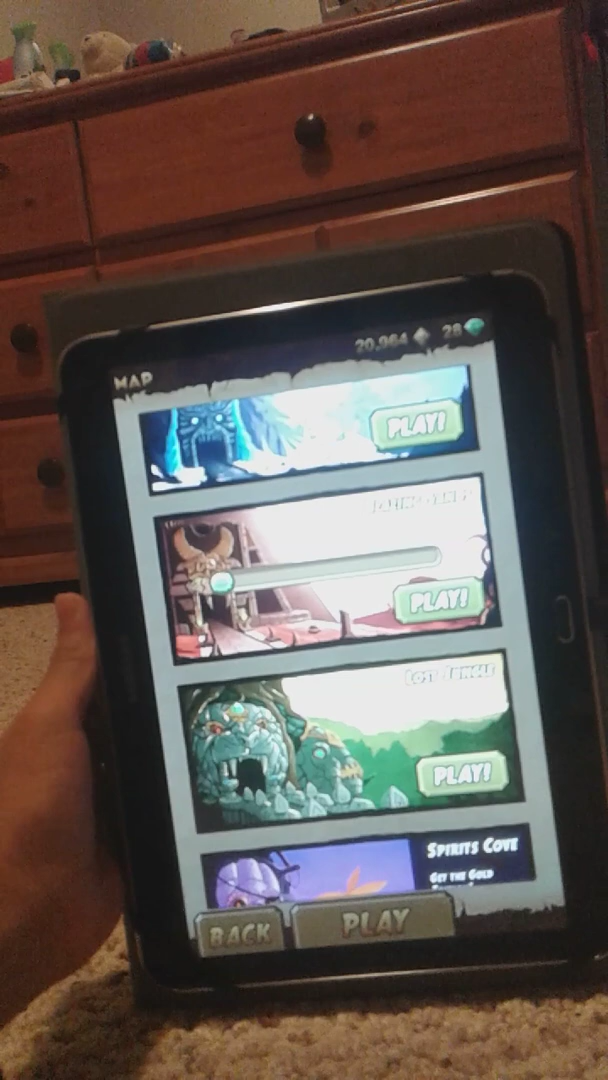 MAP
20,964 28
PLAY!
PLAY!
LOST JUNGLE
PLAY!
SPIRITS COVE
GET THE GOLD
BACK
PLAY